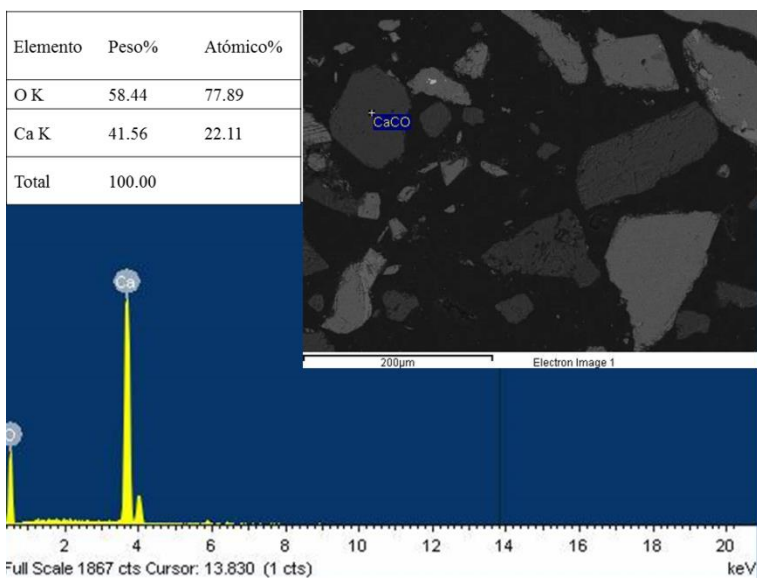 Elemento Peso% Atómico%
O K 58.44 77.89
Ca K 41.56 22.11
Total 100.00
CaCO
200µm Electron Image 1
Ca
O
2 4 6 8 10 12 14 16 18 20
Full Scale 1867 cts Cursor: 13.830 (1 cts) keV